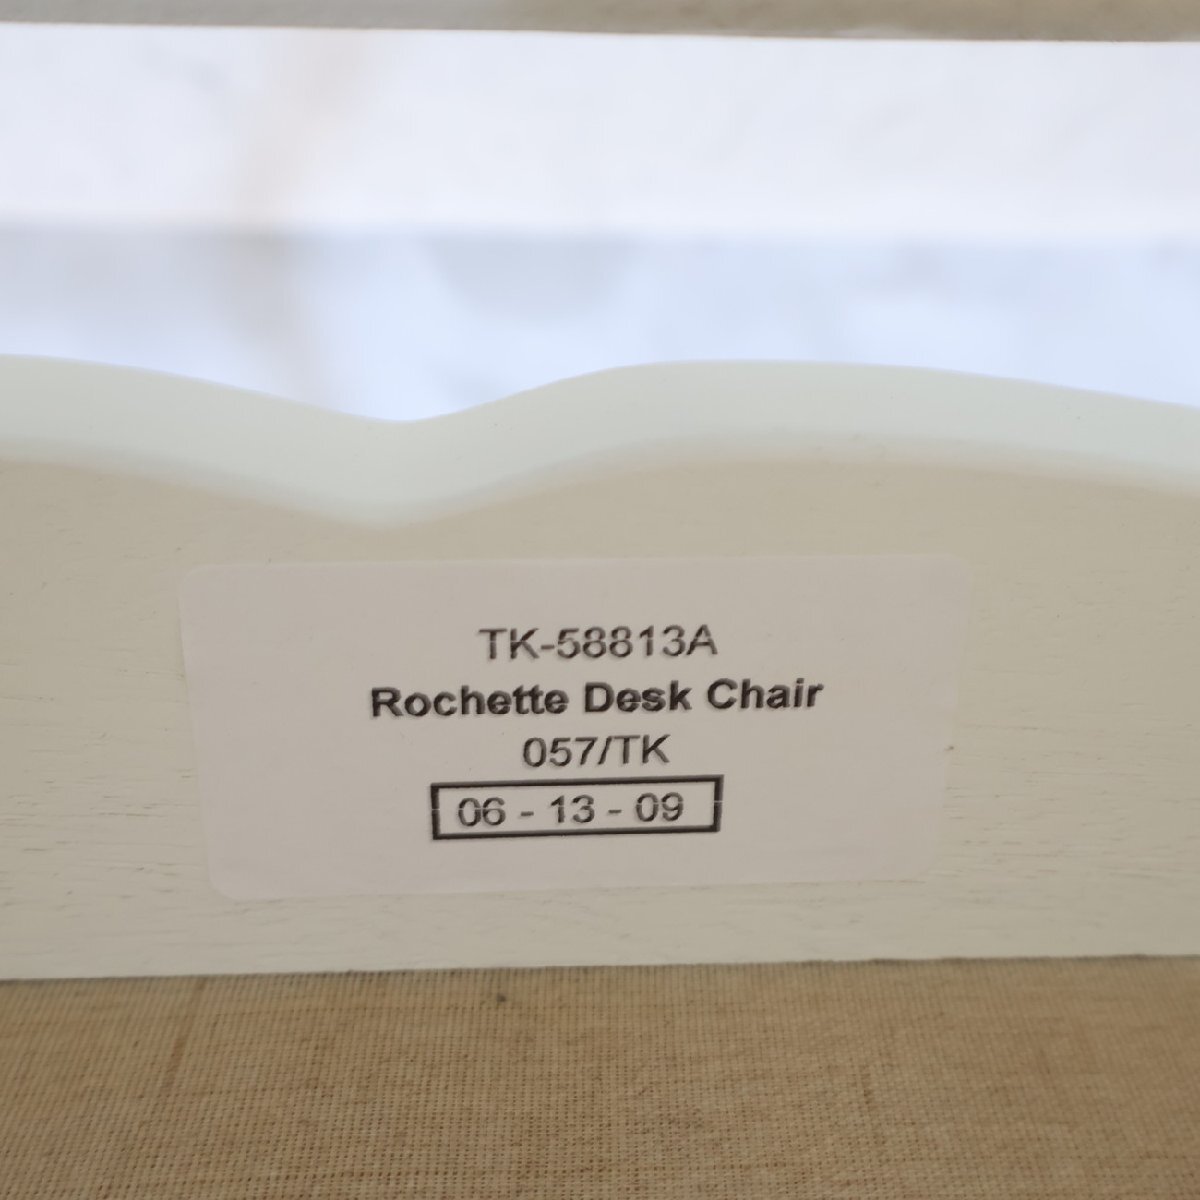 TK-58813A
Rochette Desk Chair
057/TK
06 - 13 - 09